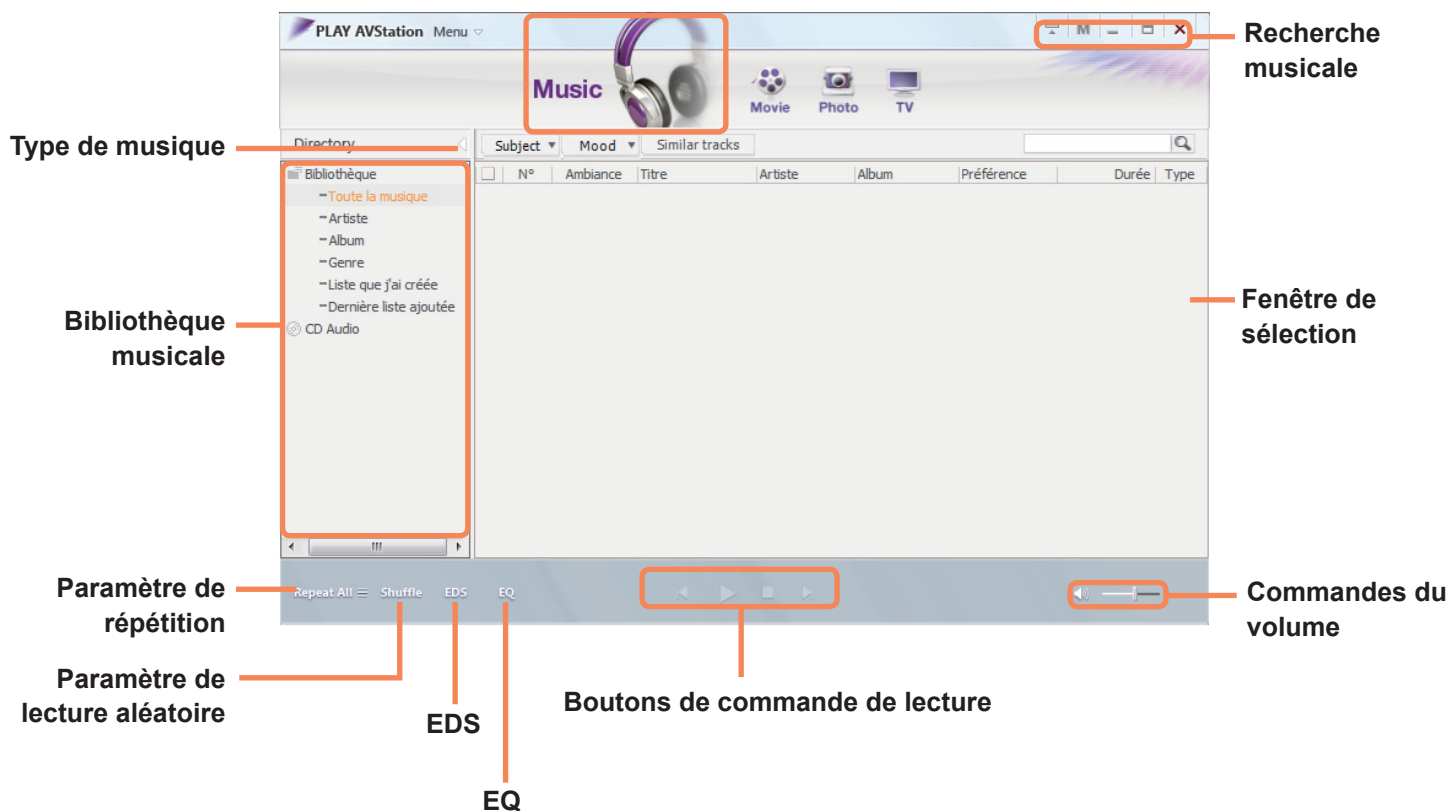 PLAY AVStation Menu
M
Recherche
musicale
Music
Movie
Photo
TV
Type de musique
Directory
Subject
Mood
Similar tracks
Bibliothèque
N°
Ambiance
Titre
Artiste
Album
Préférence
Durée
Type
Toute la musique
Artiste
Album
Genre
Liste que j'ai créée
Dernière liste ajoutée
CD Audio
Bibliothèque
musicale
Fenêtre de
sélection
Paramètre de
répétition
Repeat All
Shuffle
EDS
EQ
Commandes du
volume
Paramètre de
lecture aléatoire
Boutons de commande de lecture
EDS
EQ